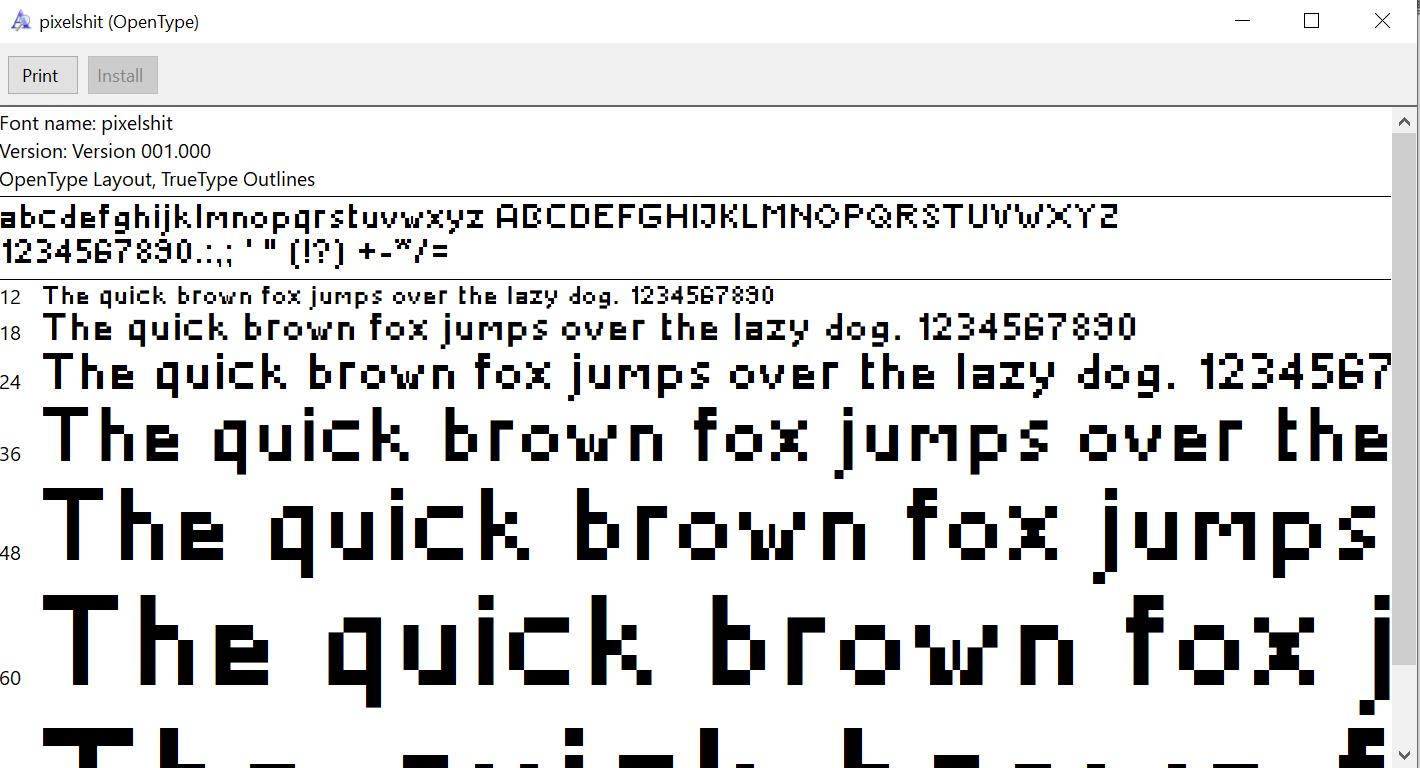 pixelshit (OpenType)
Print Install
Font name: pixelshit
Version: Version 001.000
OpenType Layout, TrueType Outlines
abcdefghijklmnopqrstuvwxyz ABCDEFGHIJKLMNOPQRSTUVWXYZ
1234567890.:,; ' " (!?) +-*/=
12 The quick brown fox jumps over the lazy dog. 1234567890
18 The quick brown fox jumps over the lazy dog. 1234567890
24 The quick brown fox jumps over the lazy dog. 1234567
36 The quick brown fox jumps over the
48 The quick brown fox jumps
60 The quick brown fox j
The quick brown f